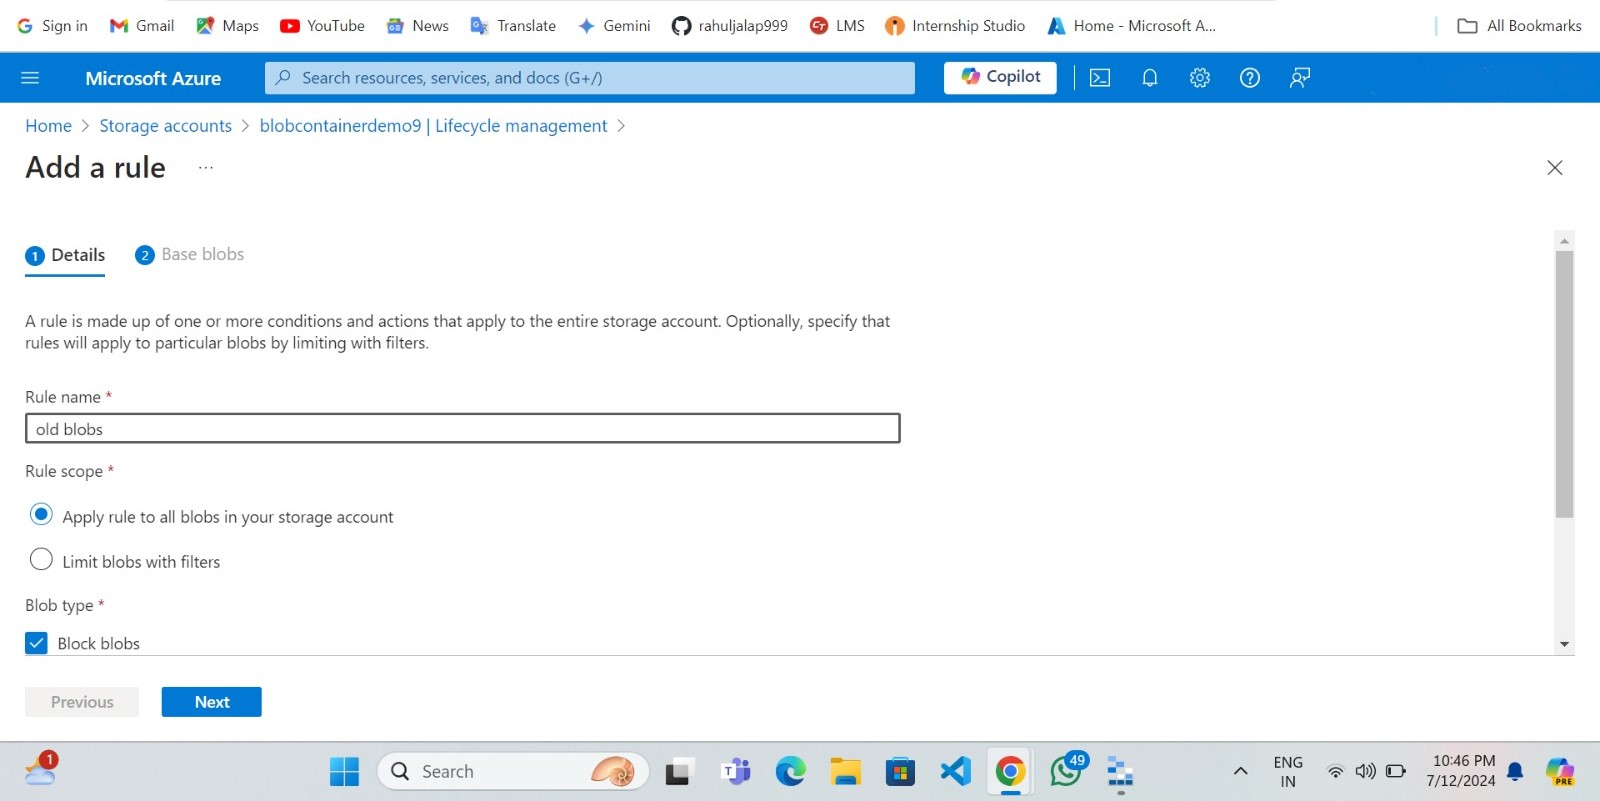 Sign in Gmail Maps YouTube News Translate Gemini rahuljalap999 LMS Internship Studio Home - Microsoft A... All Bookmarks
Microsoft Azure Search resources, services, and docs (G+/) Copilot
Home > Storage accounts > blobcontainerdemo9 | Lifecycle management >
Add a rule ...
1 Details 2 Base blobs
A rule is made up of one or more conditions and actions that apply to the entire storage account. Optionally, specify that
rules will apply to particular blobs by limiting with filters.
Rule name *
old blobs
Rule scope *
Apply rule to all blobs in your storage account
Limit blobs with filters
Blob type *
Block blobs
Previous Next
1 Search 49 ENG 10:46 PM
IN 7/12/2024 PRE